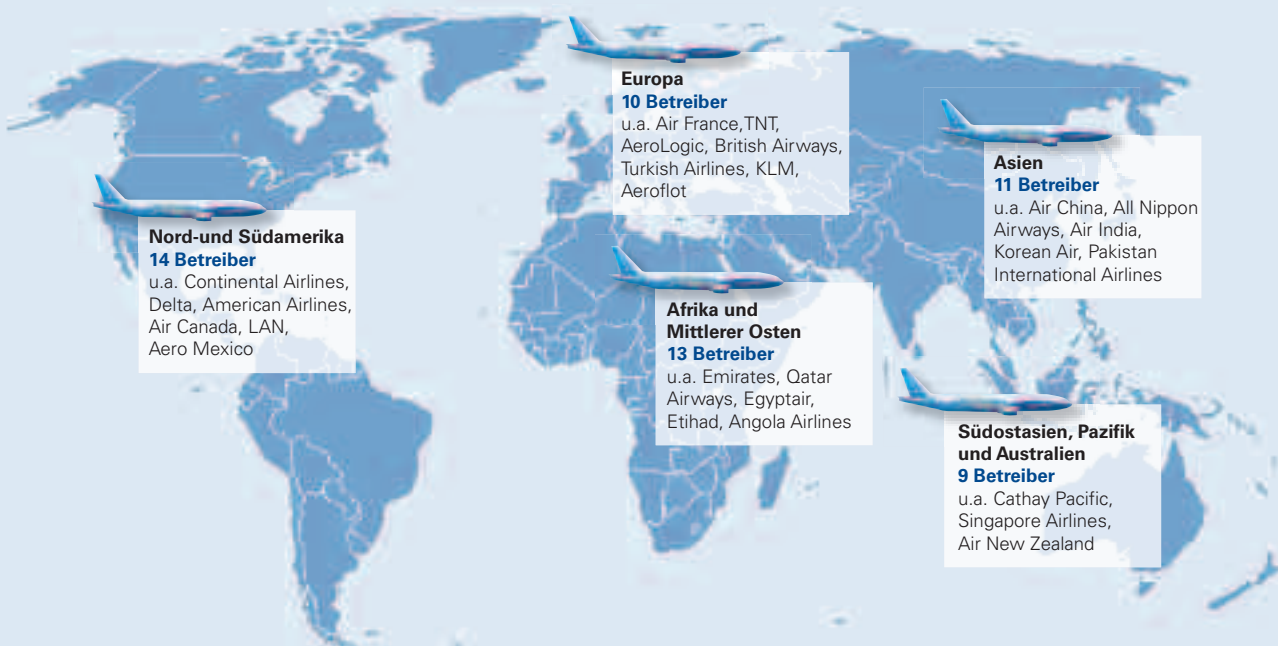 Europa
10 Betreiber
u.a. Air France,TNT,
AeroLogic, British Airways,
Turkish Airlines, KLM,
Aeroflot
Asien
11 Betreiber
u.a. Air China, All Nippon
Airways, Air India,
Korean Air, Pakistan
International Airlines
Nord-und Südamerika
14 Betreiber
u.a. Continental Airlines,
Delta, American Airlines,
Air Canada, LAN,
Aero Mexico
Afrika und
Mittlerer Osten
13 Betreiber
u.a. Emirates, Qatar
Airways, Egyptair,
Etihad, Angola Airlines
Südostasien, Pazifik
und Australien
9 Betreiber
u.a. Cathay Pacific,
Singapore Airlines,
Air New Zealand